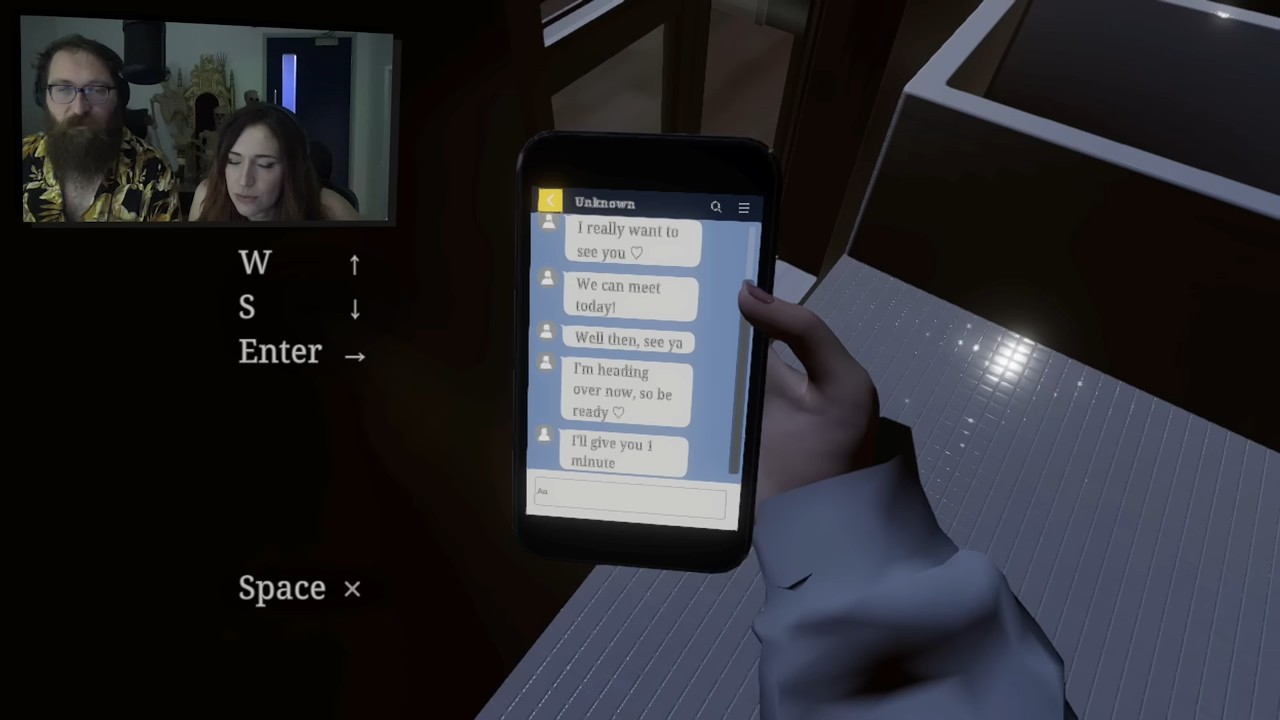 W ↑
S ↓
Enter →
Space ×
Unknown
I really want to
see you ♡
We can meet
today!
Well then, see ya
I'm heading
over now, so be
ready ♡
I'll give you 1
minute
Aa